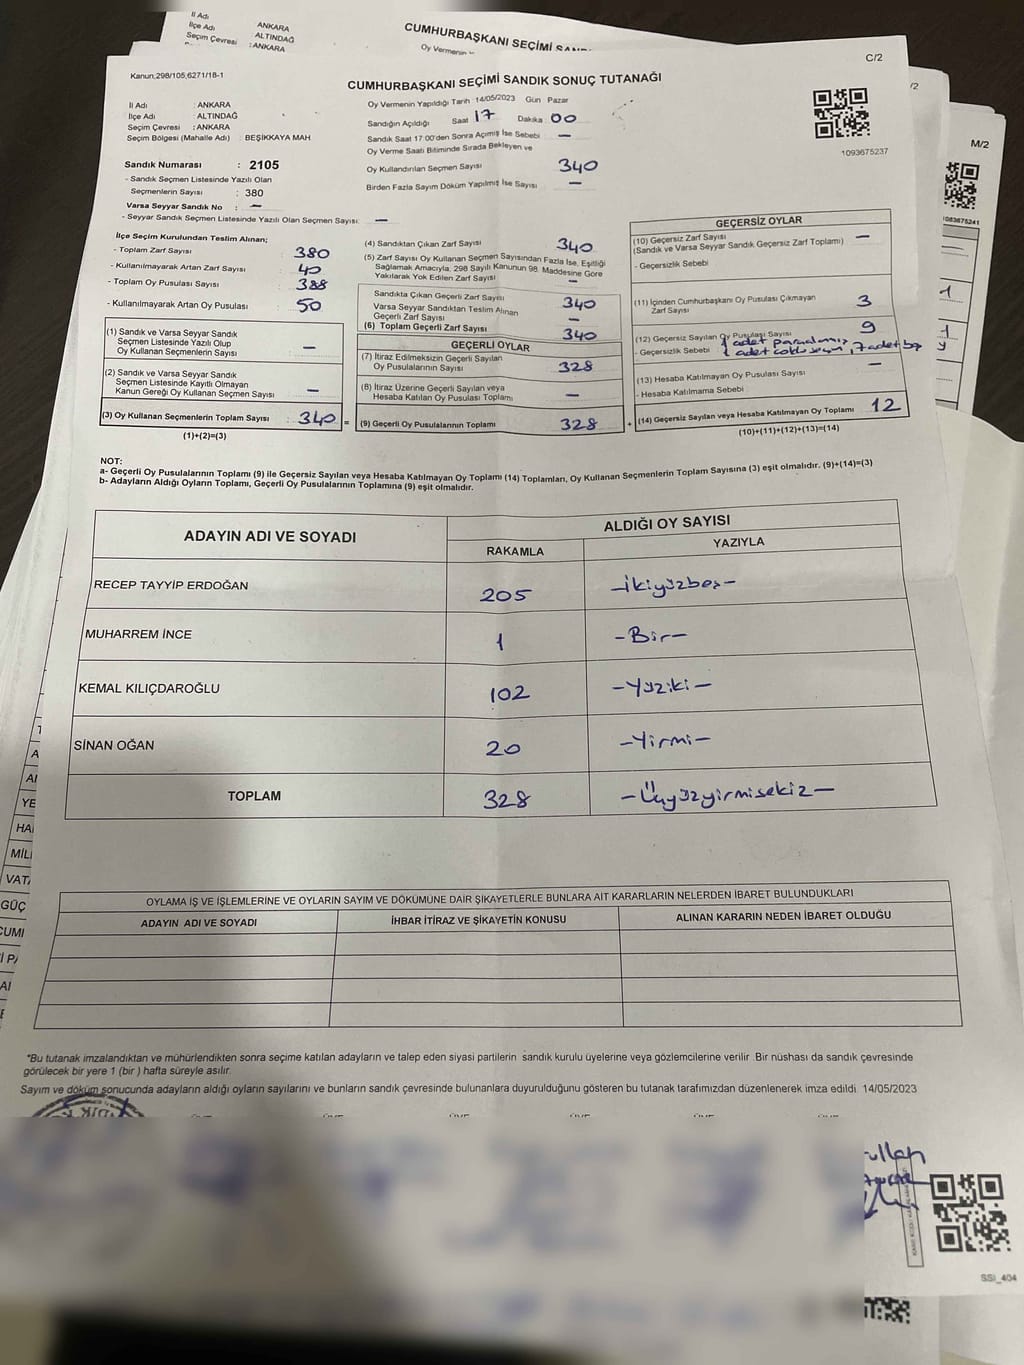 İl Adı ANKARA
İlçe Adı ALTINDAĞ
Seçim Çevresi : ANKARA
CUMHURBAŞKANI SEÇİMİ
Oy Vermenin
C/2
/2
M/2
Kanun,298/105,6271/18-1
CUMHURBAŞKANI SEÇİMİ SANDIK SONUÇ TUTANAĞI
İl Adı : ANKARA
İlçe Adı : ALTINDAĞ
Seçim Çevresi : ANKARA
Seçim Bölgesi (Mahalle Adı) : BEŞİKKAYA MAH
Sandık Numarası : 2105
- Sandık Seçmen Listesinde Yazılı Olan
Seçmenlerin Sayısı : 380
Varsa Seyyar Sandık No : —
- Seyyar Sandık Seçmen Listesinde Yazılı Olan Seçmen Sayısı: —
Oy Vermenin Yapıldığı Tarih : 14/05/2023 Gün : Pazar
Sandığın Açıldığı Saat 17 Dakika 00
Sandık Saat 17:00'den Sonra Açımış İse Sebebi —
Oy Verme Saati Bitiminde Sırada Bekleyen ve
Oy Kullandırılan Seçmen Sayısı 340
Birden Fazla Sayım Döküm Yapılmış İse Sayısı : —
1093675237
1083675241
İlçe Seçim Kurulundan Teslim Alınan;
- Toplam Zarf Sayısı : 380
- Kullanılmayarak Artan Zarf Sayısı : 40
- Toplam Oy Pusulası Sayısı : 388
- Kullanılmayarak Artan Oy Pusulası : 50
(1) Sandık ve Varsa Seyyar Sandık
Seçmen Listesinde Yazılı Olup
Oy Kullanan Seçmenlerin Sayısı : —
(2) Sandık ve Varsa Seyyar Sandık
Seçmen Listesinde Kayıtlı Olmayan
Kanun Gereği Oy Kullanan Seçmen Sayısı : —
(3) Oy Kullanan Seçmenlerin Toplam Sayısı : 340 =
(1)+(2)=(3)
(4) Sandıktan Çıkan Zarf Sayısı 340
(5) Zarf Sayısı Oy Kullanan Seçmen Sayısından Fazla İse, Eşitliği
Sağlamak Amacıyla, 298 Sayılı Kanunun 98. Maddesine Göre
Yakılarak Yok Edilen Zarf Sayısı —
Sandıkta Çıkan Geçerli Zarf Sayısı 340
Varsa Seyyar Sandıktan Teslim Alınan
Geçerli Zarf Sayısı —
(6) Toplam Geçerli Zarf Sayısı 340
GEÇERLİ OYLAR
(7) İtiraz Edilmeksizin Geçerli Sayılan
Oy Pusulalarının Sayısı : 328
(8) İtiraz Üzerine Geçerli Sayılan veya
Hesaba Katılan Oy Pusulası Toplamı : —
(9) Geçerli Oy Pusulalarının Toplamı : 328 +
GEÇERSİZ OYLAR
(10) Geçersiz Zarf Sayısı —
(Sandık ve Varsa Seyyar Sandık Geçersiz Zarf Toplamı)
- Geçersizlik Sebebi
(11) İçinden Cumhurbaşkanı Oy Pusulası Çıkmayan
Zarf Sayısı 3
(12) Geçersiz Sayılan Oy Pusulası Sayısı 9
- Geçersizlik Sebebi 1 adet
1 adet , 7 adet boş
(13) Hesaba Katılmayan Oy Pusulası Sayısı —
- Hesaba Katılmama Sebebi
(14) Geçersiz Sayılan veya Hesaba Katılmayan Oy Toplamı 12
(10)+(11)+(12)+(13)=(14)
NOT:
a- Geçerli Oy Pusulalarının Toplamı (9) ile Geçersiz Sayılan veya Hesaba Katılmayan Oy Toplamı (14) Toplamları, Oy Kullanan Seçmenlerin Toplam Sayısına (3) eşit olmalıdır. (9)+(14)=(3)
b- Adayların Aldığı Oyların Toplamı, Geçerli Oy Pusulalarının Toplamına (9) eşit olmalıdır.
ADAYIN ADI VE SOYADI
ALDIĞI OY SAYISI
RAKAMLA YAZIYLA
RECEP TAYYİP ERDOĞAN 205 -İkiyüzbeş-
MUHARREM İNCE 1 -Bir-
KEMAL KILIÇDAROĞLU 102 -Yüziki-
SİNAN OĞAN 20 -Yirmi-
TOPLAM 328 -Üçyüzyirmisekiz-
OYLAMA İŞ VE İŞLEMLERİNE VE OYLARIN SAYIM VE DÖKÜMÜNE DAİR ŞİKAYETLERLE BUNLARA AİT KARARLARIN NELERDEN İBARET BULUNDUKLARI
ADAYIN ADI VE SOYADI İHBAR İTİRAZ VE ŞİKAYETİN KONUSU ALINAN KARARIN NEDEN İBARET OLDUĞU
*Bu tutanak imzalandıktan ve mühürlendikten sonra seçime katılan adayların ve talep eden siyasi partilerin sandık kurulu üyelerine veya gözlemcilerine verilir .Bir nüshası da sandık çevresinde
görülecek bir yere 1 (bir ) hafta süreyle asılır.
Sayım ve döküm sonucunda adayların aldığı oyların sayılarını ve bunların sandık çevresinde bulunanlara duyurulduğunu gösteren bu tutanak tarafımızdan düzenlenerek imza edildi. 14/05/2023
SSİ_404